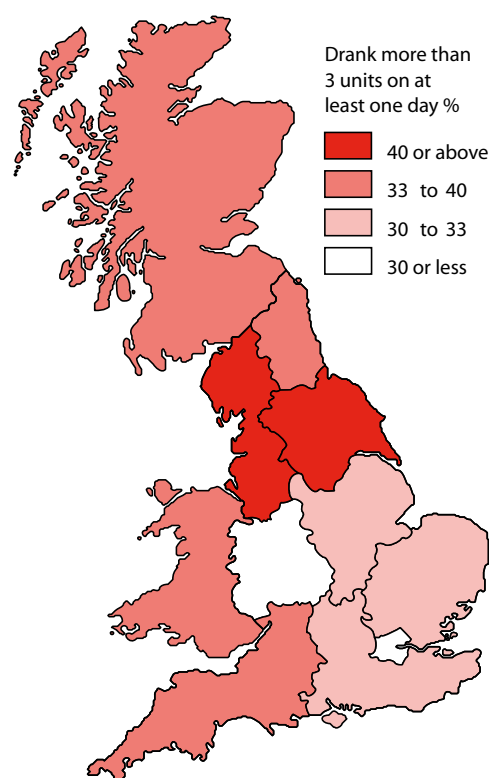 Drank more than
3 units on at
least one day %
40 or above
33 to 40
30 to 33
30 or less